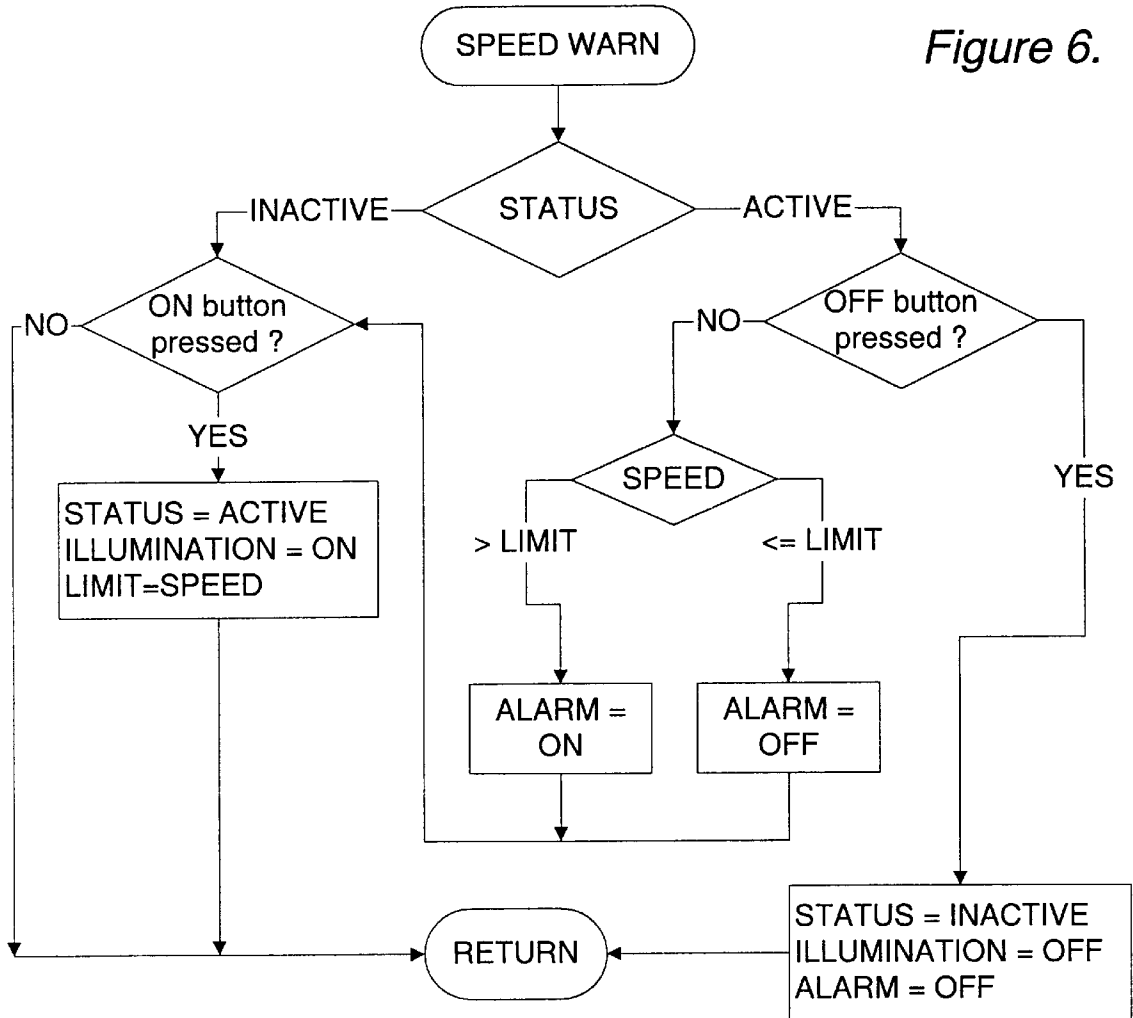 SPEED WARN
Figure 6.
STATUS
INACTIVE
ACTIVE
ON button
pressed ?
NO
OFF button
pressed ?
NO
YES
SPEED
YES
STATUS = ACTIVE
ILLUMINATION = ON
LIMIT=SPEED
> LIMIT
<= LIMIT
ALARM =
ON
ALARM =
OFF
STATUS = INACTIVE
ILLUMINATION = OFF
ALARM = OFF
RETURN